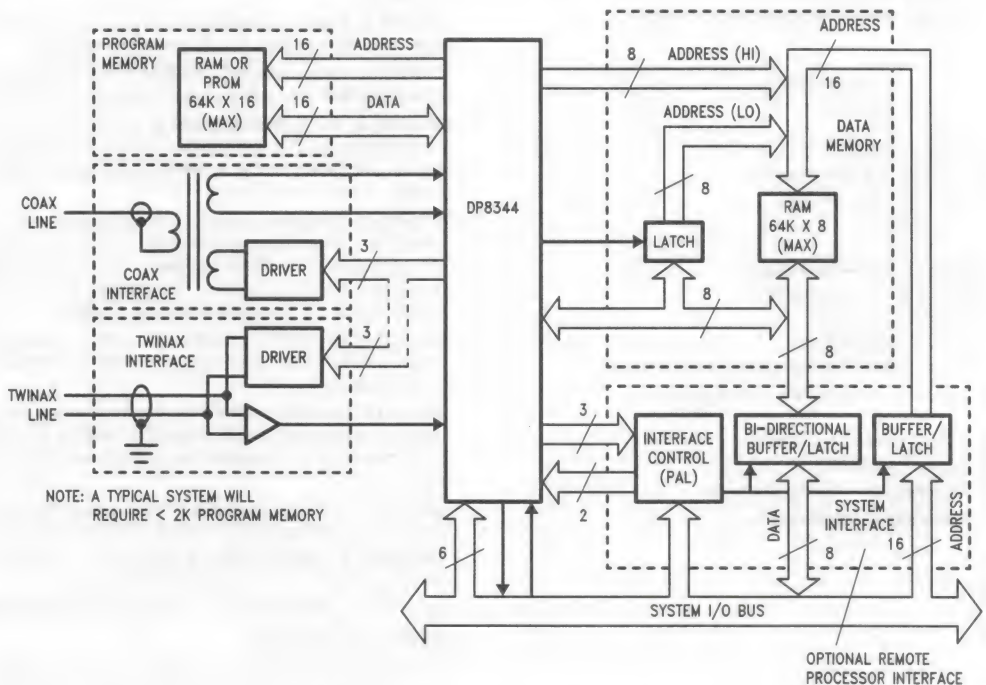 PROGRAM
MEMORY
RAM OR
PROM
64K X 16
(MAX)
16
ADDRESS
16
DATA
COAX
LINE
COAX
INTERFACE
DRIVER
3
TWINAX
INTERFACE
DRIVER
3
TWINAX
LINE
NOTE: A TYPICAL SYSTEM WILL
REQUIRE < 2K PROGRAM MEMORY
DP8344
8
ADDRESS (HI)
ADDRESS
16
ADDRESS (LO)
8
DATA
MEMORY
LATCH
RAM
64K X 8
(MAX)
8
8
3
2
INTERFACE
CONTROL
(PAL)
BI-DIRECTIONAL
BUFFER/LATCH
BUFFER/
LATCH
DATA
8
SYSTEM
INTERFACE
16
ADDRESS
6
SYSTEM I/O BUS
OPTIONAL REMOTE
PROCESSOR INTERFACE